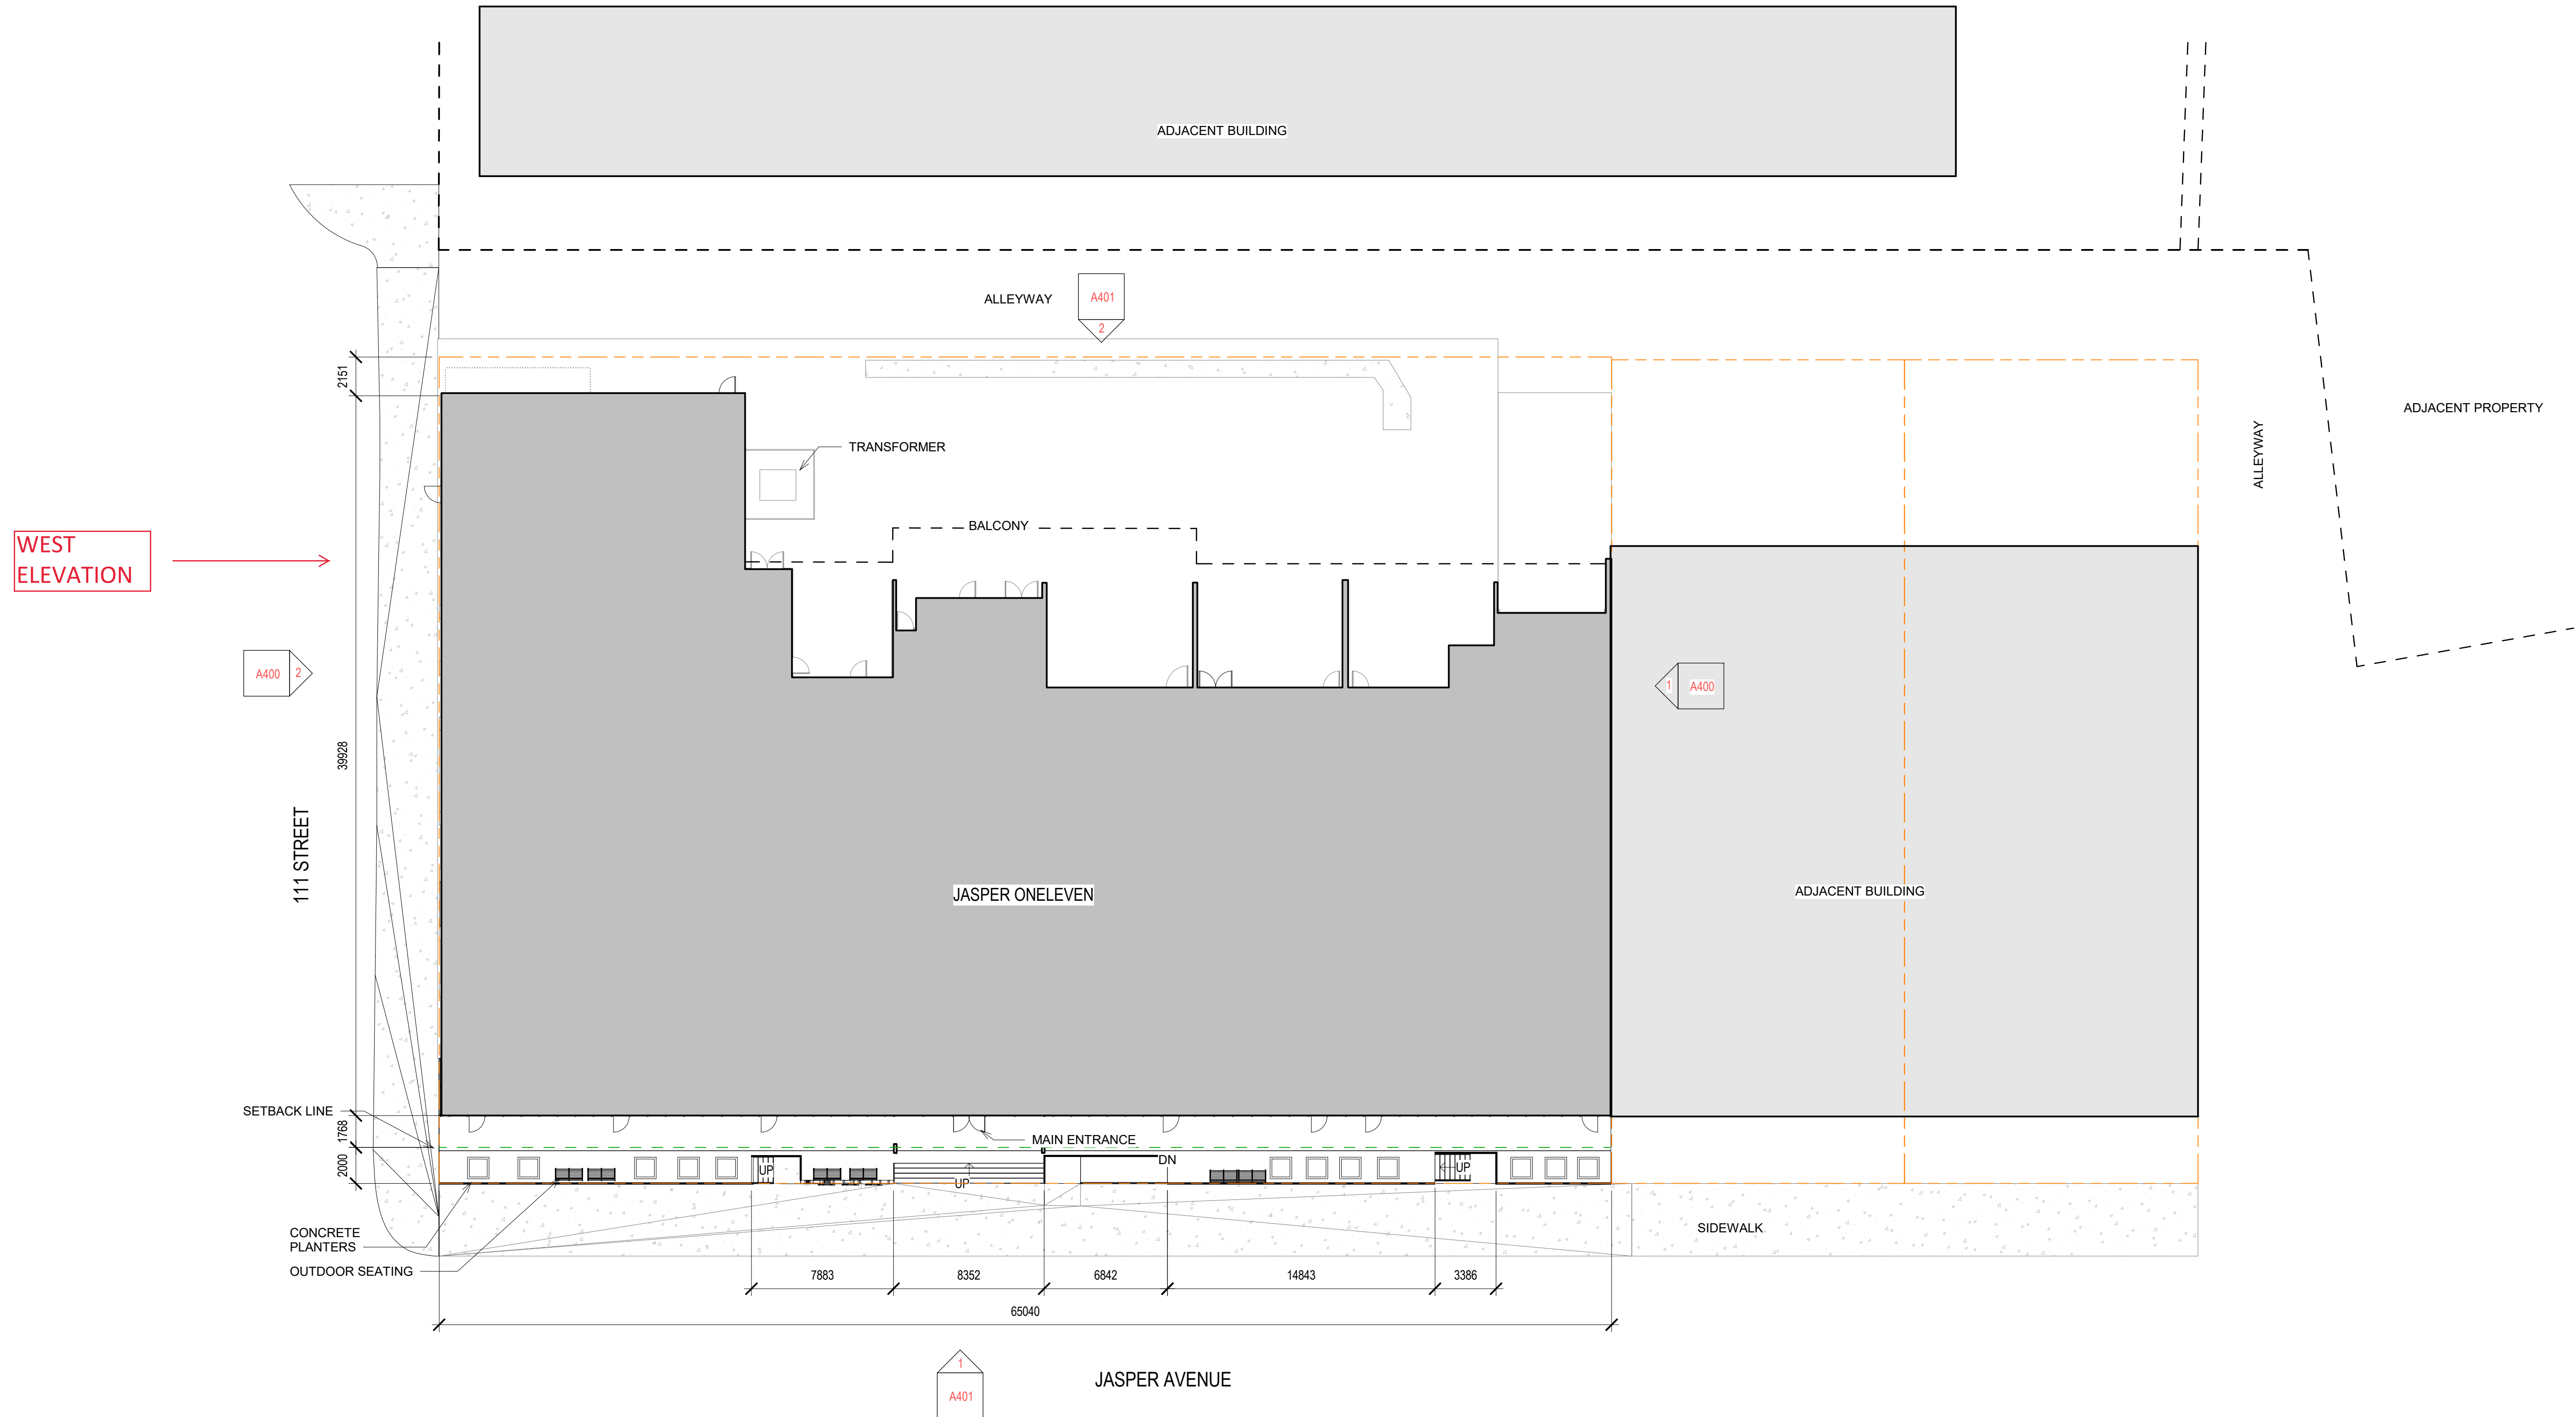 ADJACENT BUILDING
ALLEYWAY
A401
2
2151
ADJACENT PROPERTY
ALLEYWAY
TRANSFORMER
BALCONY
WEST
ELEVATION
A400
2
1
A400
39928
111 STREET
JASPER ONELEVEN
ADJACENT BUILDING
SETBACK LINE
1768
MAIN ENTRANCE
2000
UP
DN
UP
UP
CONCRETE
PLANTERS
SIDEWALK
OUTDOOR SEATING
7883
8352
6842
14843
3386
65040
1
A401
JASPER AVENUE